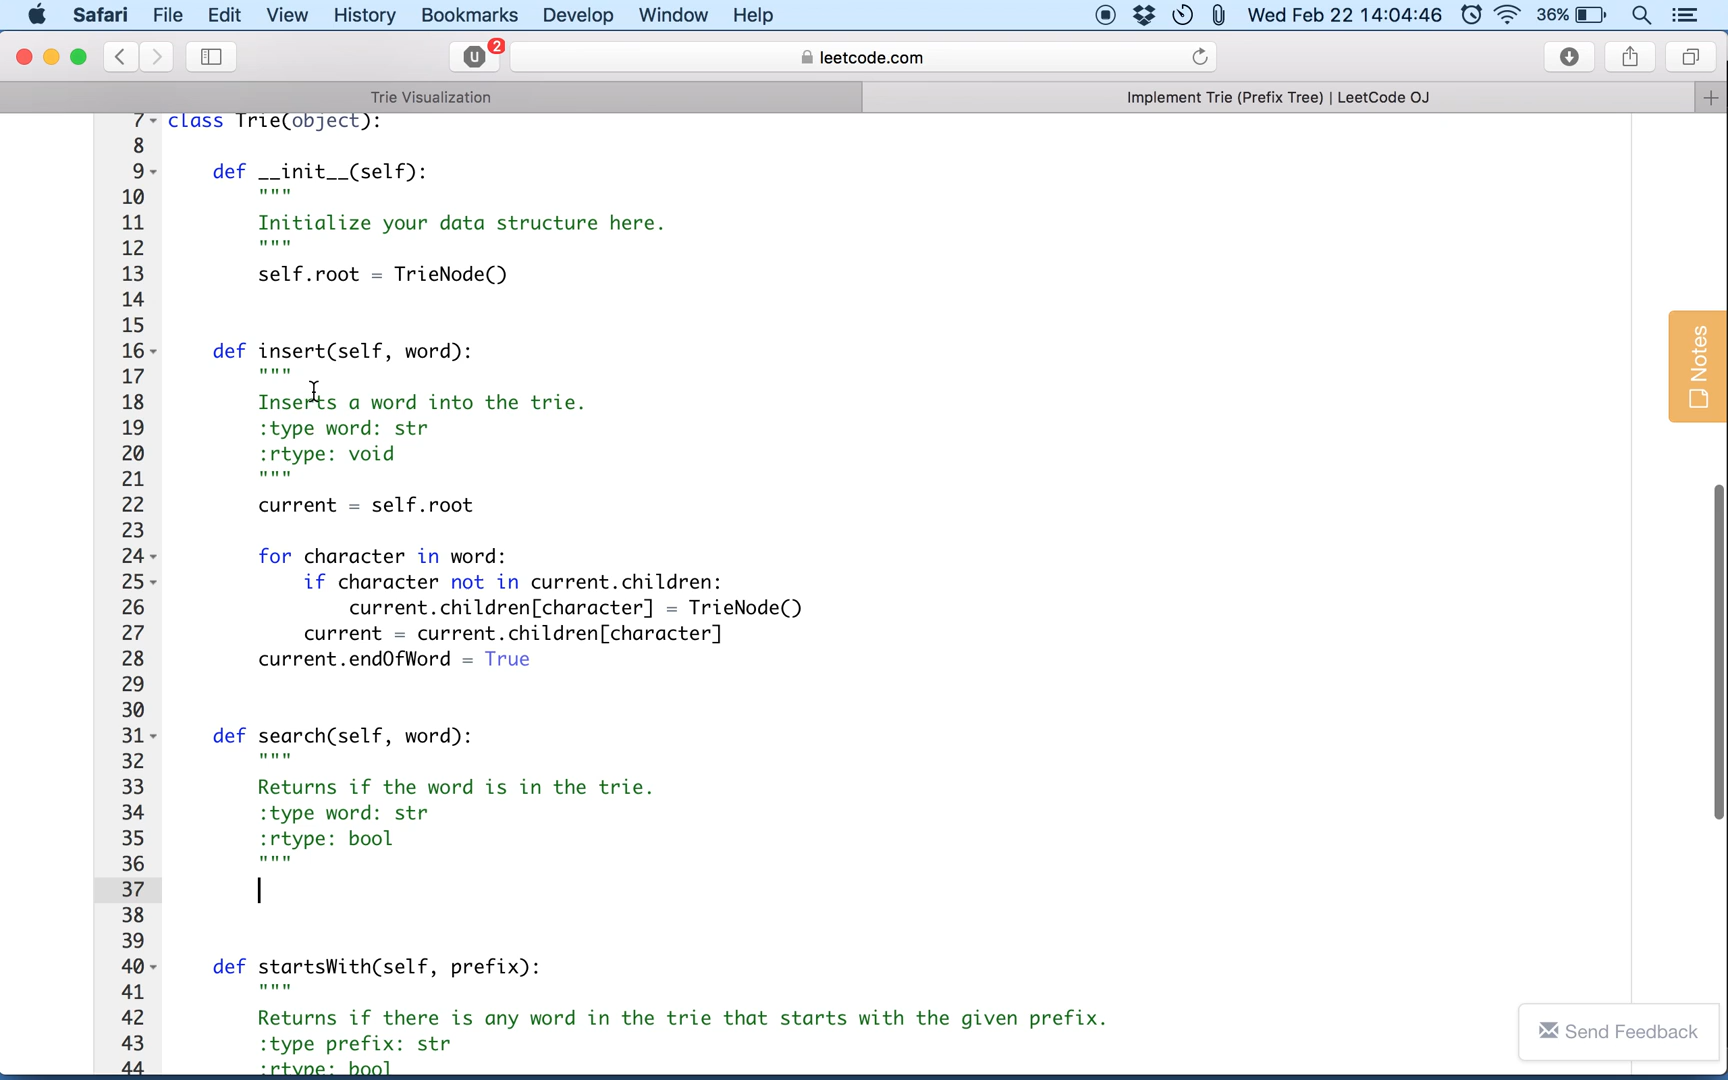 Safari File Edit View History Bookmarks Develop Window Help Wed Feb 22 14:04:46 36%
U 2 leetcode.com
Trie Visualization Implement Trie (Prefix Tree) | LeetCode OJ +
7 class Trie(object):
8
9 def __init__(self):
10 """
11 Initialize your data structure here.
12 """
13 self.root = TrieNode()
14
15
16 def insert(self, word):
17 """
18 Inserts a word into the trie.
19 :type word: str
20 :rtype: void
21 """
22 current = self.root
23
24 for character in word:
25 if character not in current.children:
26 current.children[character] = TrieNode()
27 current = current.children[character]
28 current.endOfWord = True
29
30
31 def search(self, word):
32 """
33 Returns if the word is in the trie.
34 :type word: str
35 :rtype: bool
36 """
37
38
39
40 def startsWith(self, prefix):
41 """
42 Returns if there is any word in the trie that starts with the given prefix.
43 :type prefix: str
44 :rtype: bool
Notes
Send Feedback